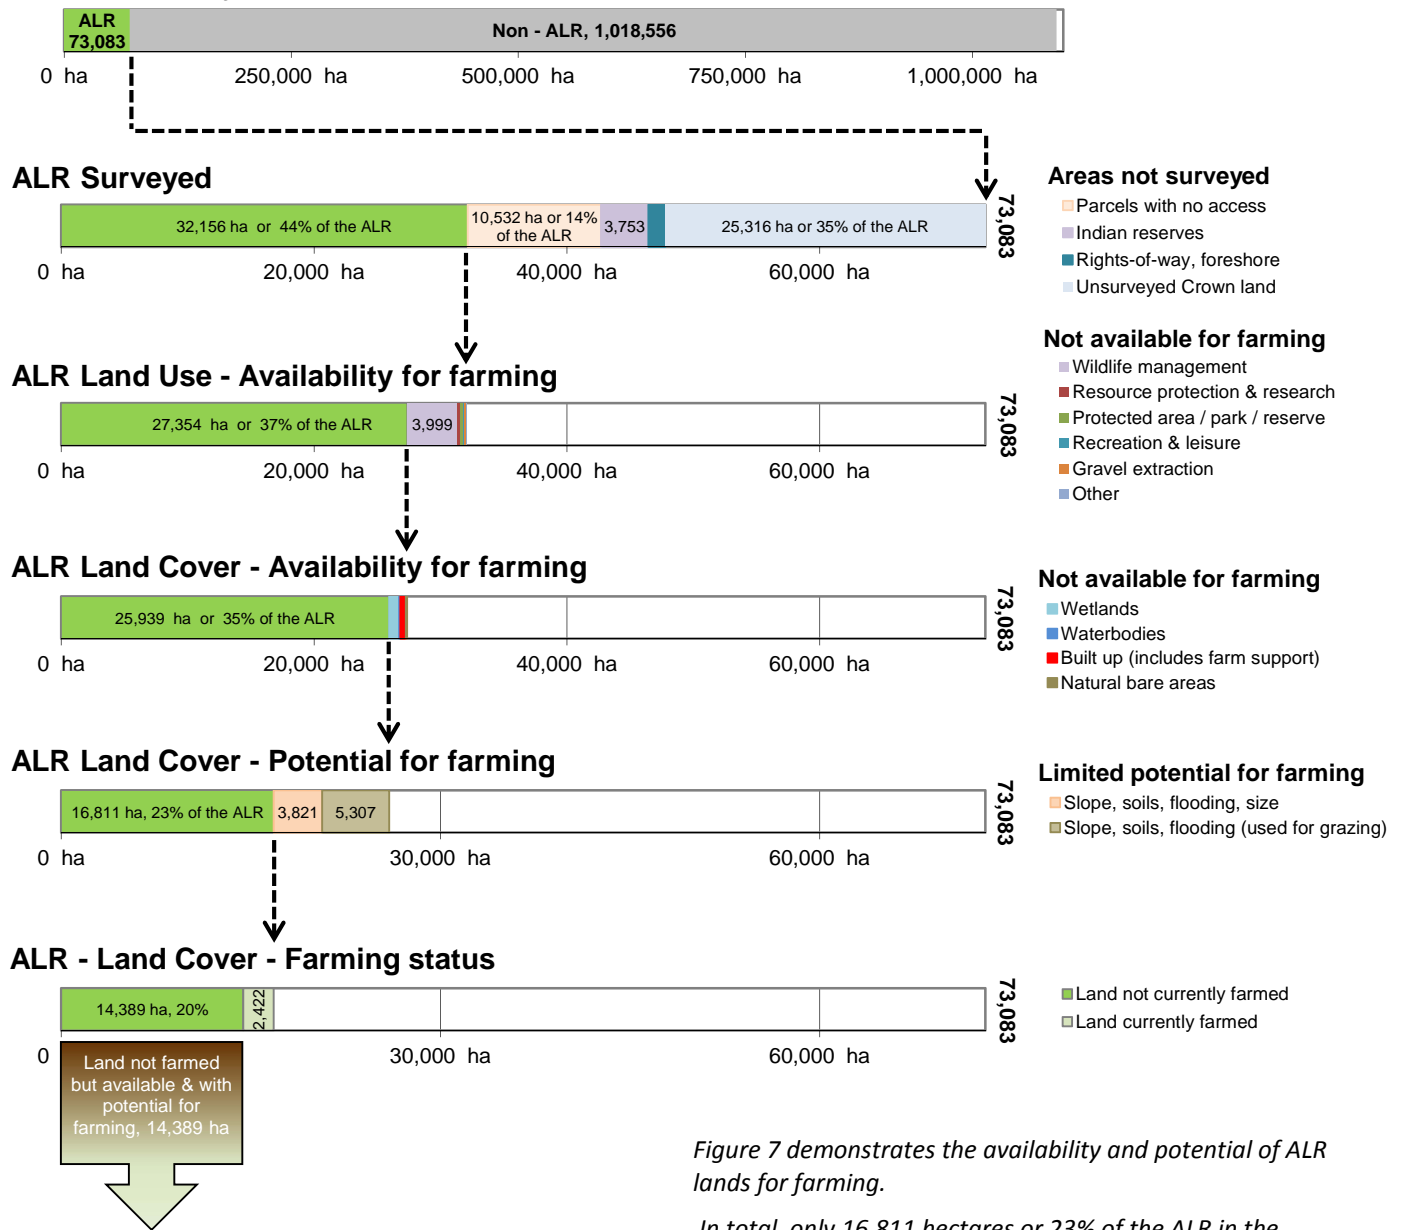 ALR
73,083
Non - ALR, 1,018,556
0 ha
250,000 ha
500,000 ha
750,000 ha
1,000,000 ha
ALR Surveyed
32,156 ha or 44% of the ALR
10,532 ha or 14%
of the ALR
3,753
25,316 ha or 35% of the ALR
73,083
0 ha
20,000 ha
40,000 ha
60,000 ha
Areas not surveyed
Parcels with no access
Indian reserves
Rights-of-way, foreshore
Unsurveyed Crown land
ALR Land Use - Availability for farming
27,354 ha or 37% of the ALR
3,999
73,083
0 ha
20,000 ha
40,000 ha
60,000 ha
Not available for farming
Wildlife management
Resource protection & research
Protected area / park / reserve
Recreation & leisure
Gravel extraction
Other
ALR Land Cover - Availability for farming
25,939 ha or 35% of the ALR
73,083
0 ha
20,000 ha
40,000 ha
60,000 ha
Not available for farming
Wetlands
Waterbodies
Built up (includes farm support)
Natural bare areas
ALR Land Cover - Potential for farming
16,811 ha, 23% of the ALR
3,821
5,307
73,083
0 ha
30,000 ha
60,000 ha
Limited potential for farming
Slope, soils, flooding, size
Slope, soils, flooding (used for grazing)
ALR - Land Cover - Farming status
14,389 ha, 20%
2,422
73,083
0
30,000 ha
60,000 ha
Land not currently farmed
Land currently farmed
Land not farmed
but available & with
potential for
farming, 14,389 ha
Figure 7 demonstrates the availability and potential of ALR
lands for farming.
In total, only 16,811 hectares or 23% of the ALR in the